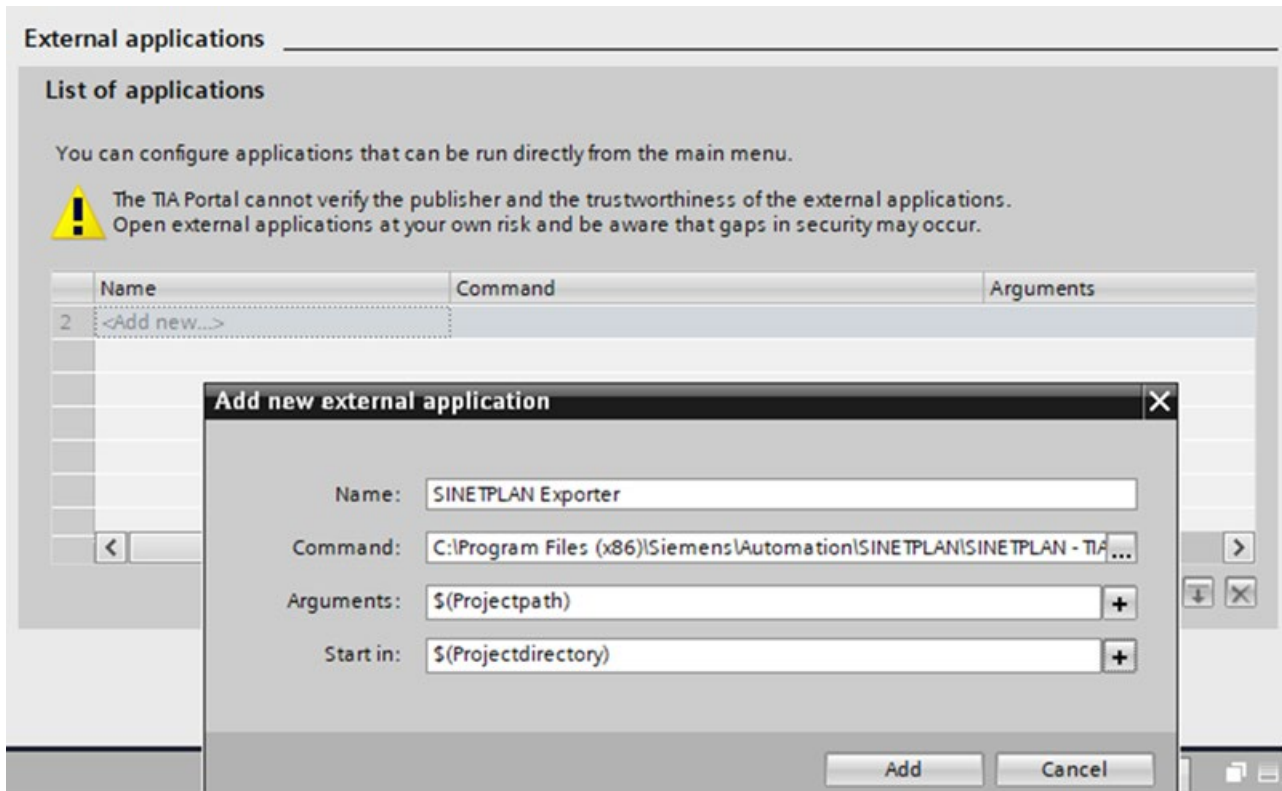 External applications
List of applications
You can configure applications that can be run directly from the main menu.
The TIA Portal cannot verify the publisher and the trustworthiness of the external applications.
Open external applications at your own risk and be aware that gaps in security may occur.
Name Command Arguments
2 <Add new...>
Add new external application
Name: SINETPLAN Exporter
Command: C:\Program Files (x86)\Siemens\Automation\SINETPLAN\SINETPLAN - TIA ...
Arguments: $(Projectpath) +
Start in: $(Projectdirectory) +
Add Cancel